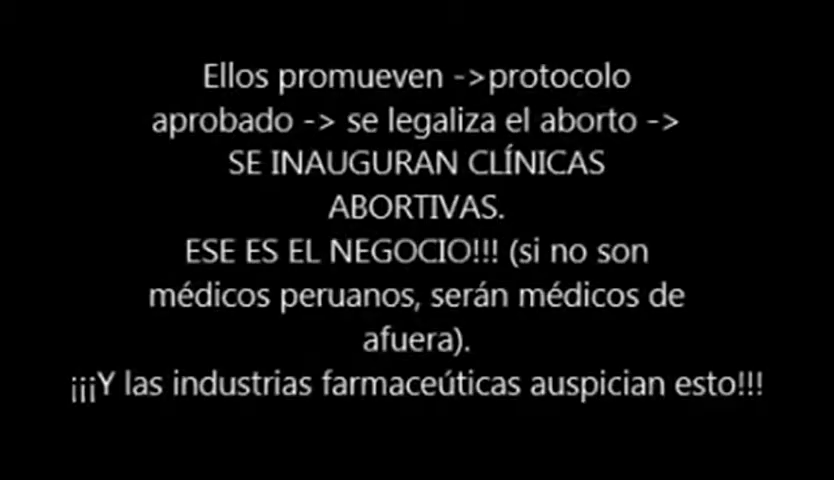 Ellos promueven ->protocolo
aprobado -> se legaliza el aborto ->
SE INAUGURAN CLÍNICAS
ABORTIVAS.
ESE ES EL NEGOCIO!!! (si no son
médicos peruanos, serán médicos de
afuera).
¡¡¡Y las industrias farmaceúticas auspician esto!!!